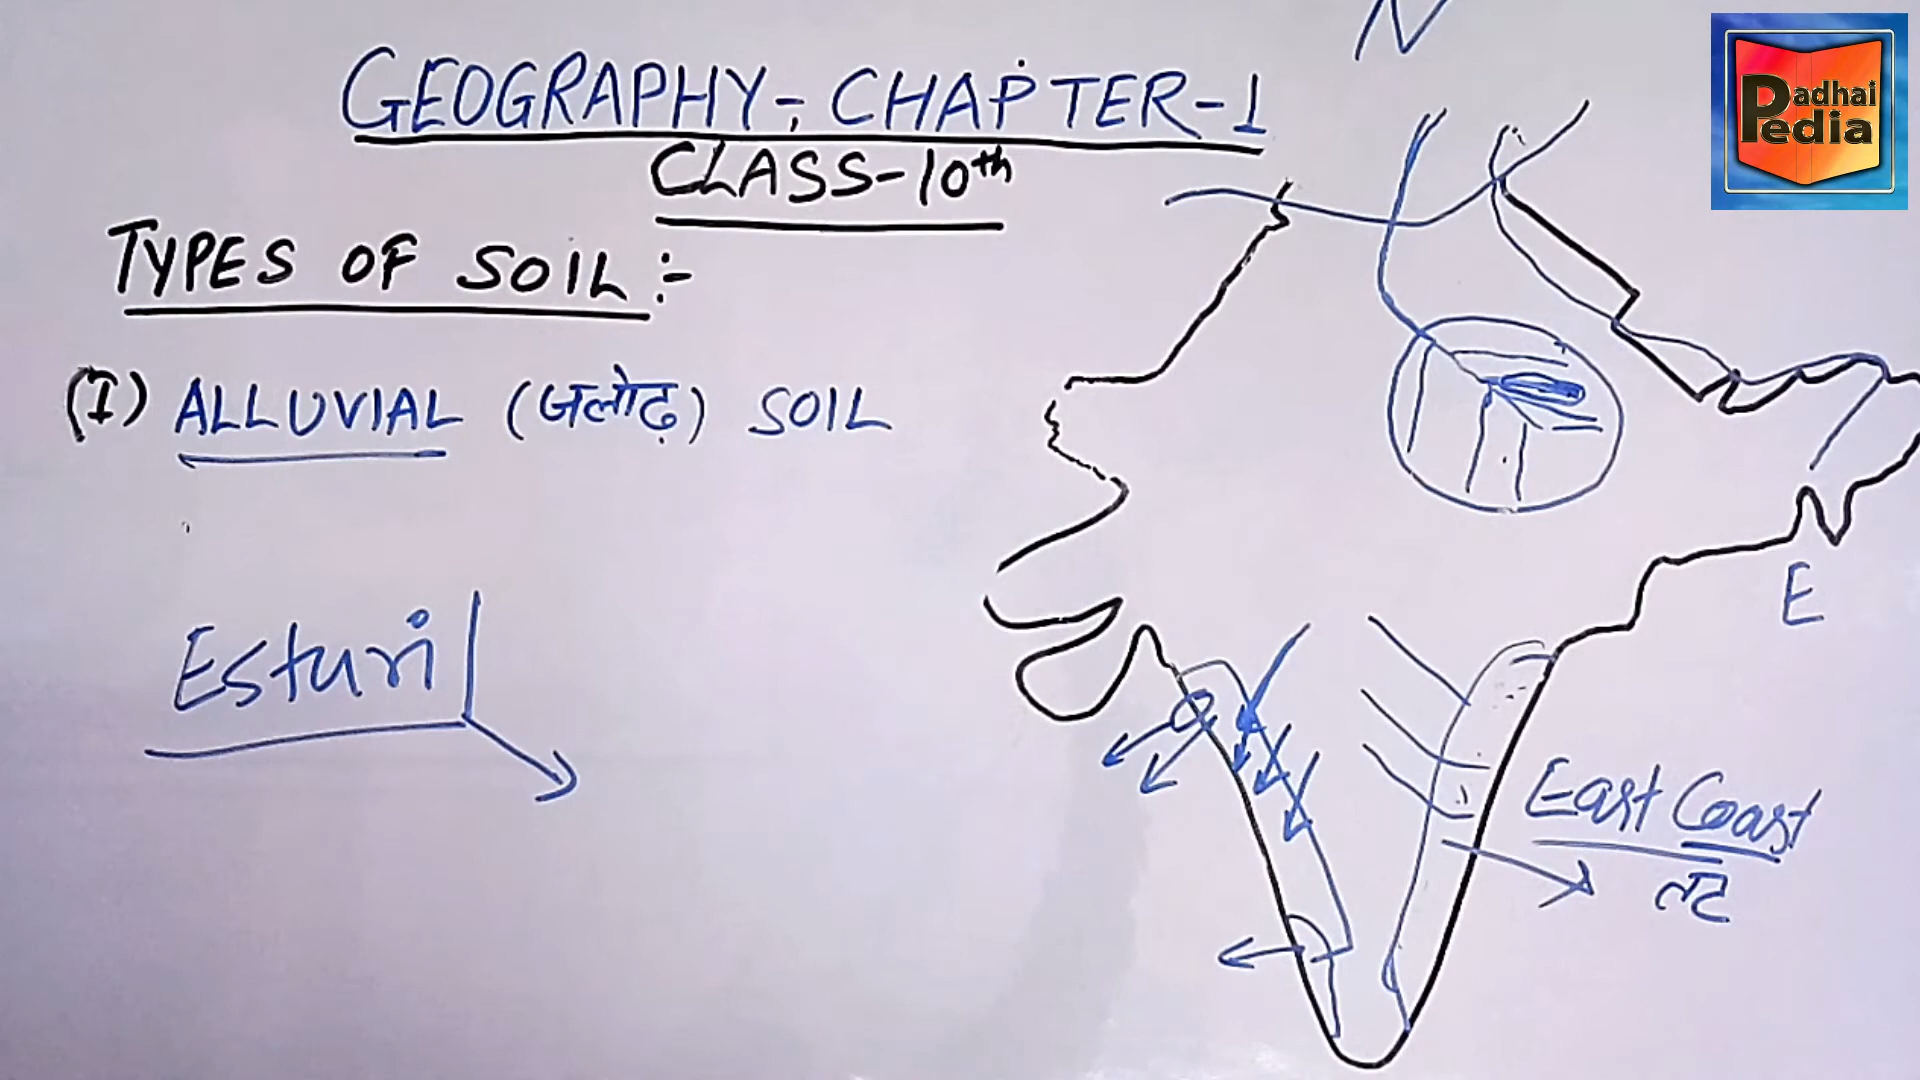 N
GEOGRAPHY:- CHAPTER-1
CLASS-10th
TYPES OF SOIL:-
(I) ALLUVIAL (जलोढ़) SOIL
Esturi
E
East Coast
तट
Padhai
Pedia